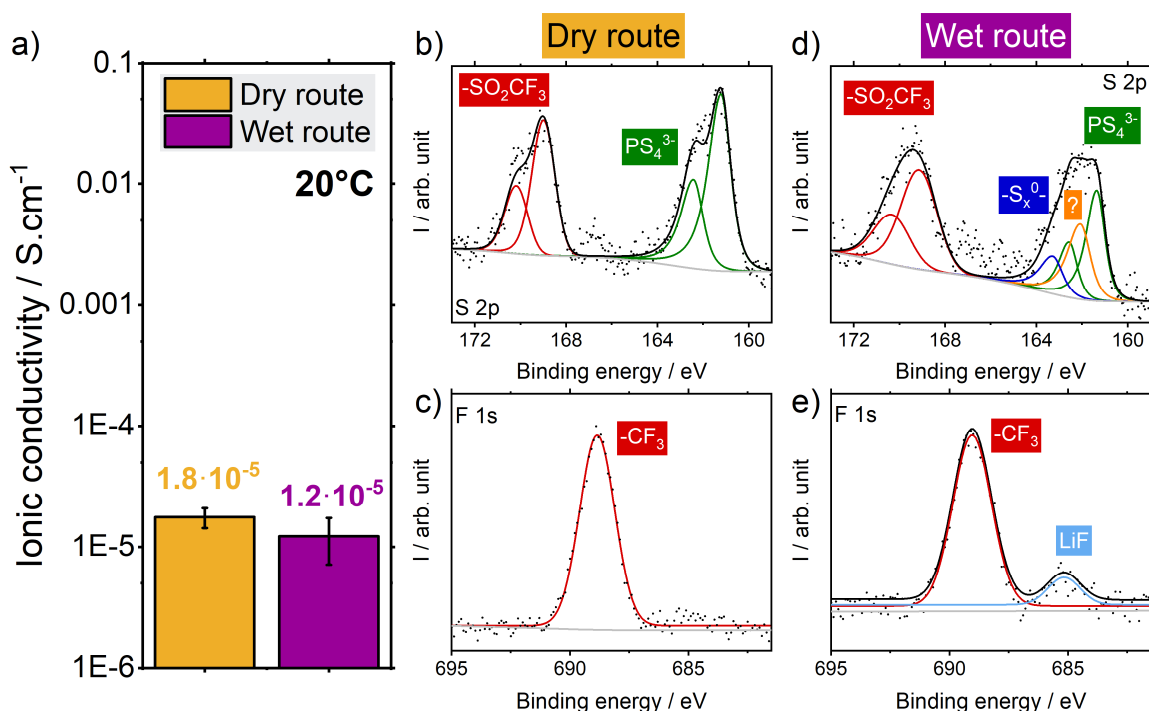 a)
Ionic conductivity / S.cm⁻¹
0.1
0.01
0.001
1E-4
1E-5
1E-6
Dry route
Wet route
20°C
1.8·10⁻⁵
1.2·10⁻⁵
Dry route
b)
I / arb. unit
-SO₂CF₃
PS₄³⁻
S 2p
172 168 164 160
Binding energy / eV
c)
I / arb. unit
F 1s
-CF₃
695 690 685
Binding energy / eV
Wet route
d)
I / arb. unit
S 2p
-SO₂CF₃
PS₄³⁻
-Sₓ⁰-
?
172 168 164 160
Binding energy / eV
e)
I / arb. unit
F 1s
-CF₃
LiF
695 690 685
Binding energy / eV